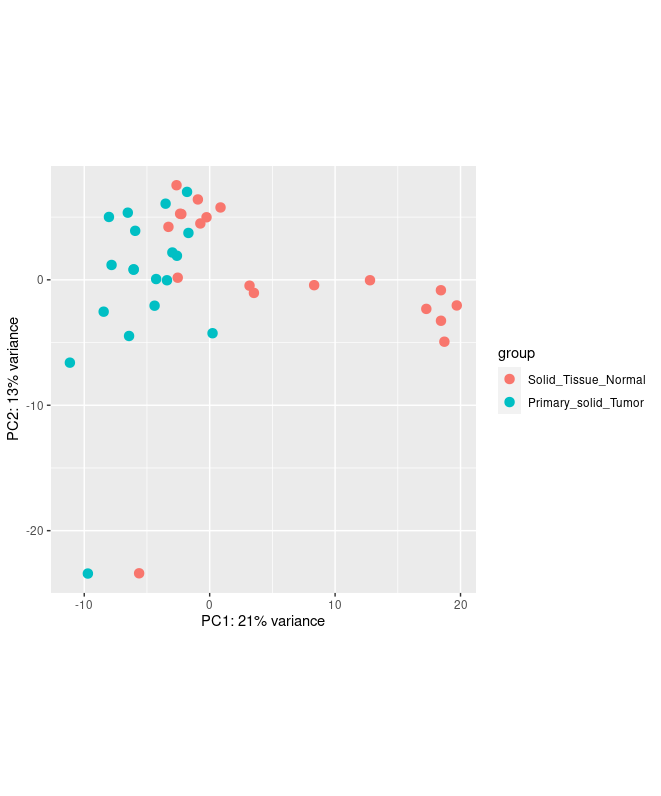 0
-10
-20
-10
0
10
20
PC1: 21% variance
PC2: 13% variance
group
Solid_Tissue_Normal
Primary_solid_Tumor